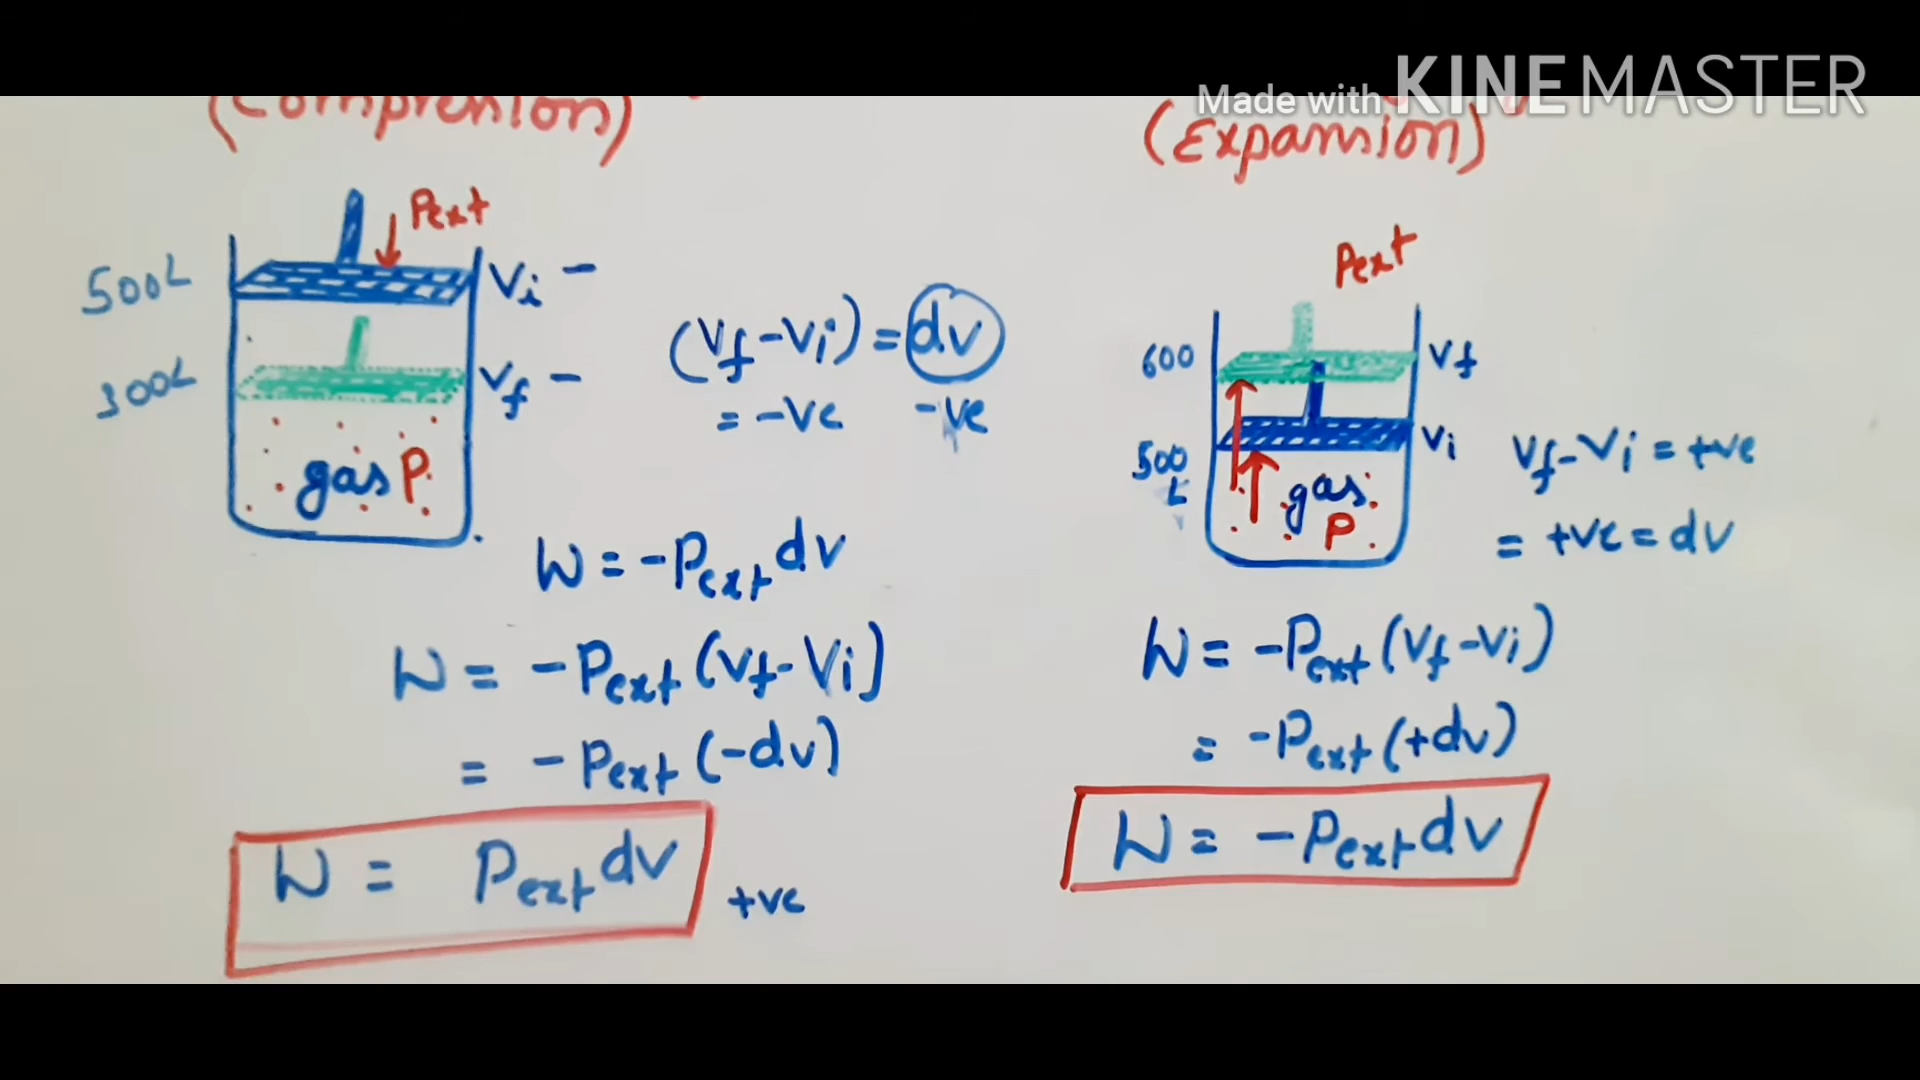 Made with KINEMASTER
(Compression)
(Expansion)
Pext
500L
Vi -
300L
Vf -
gas P
(Vf-Vi) = dv
= -ve -ve
W = -Pext dv
W = -Pext (Vf-Vi)
= -Pext (-dv)
W = Pext dv
+ve
Pext
600
Vf
500
L
Vi
gas
P
Vf-Vi = +ve
= +ve = dv
W = -Pext (Vf-Vi)
= -Pext (+dv)
W = -Pext dv